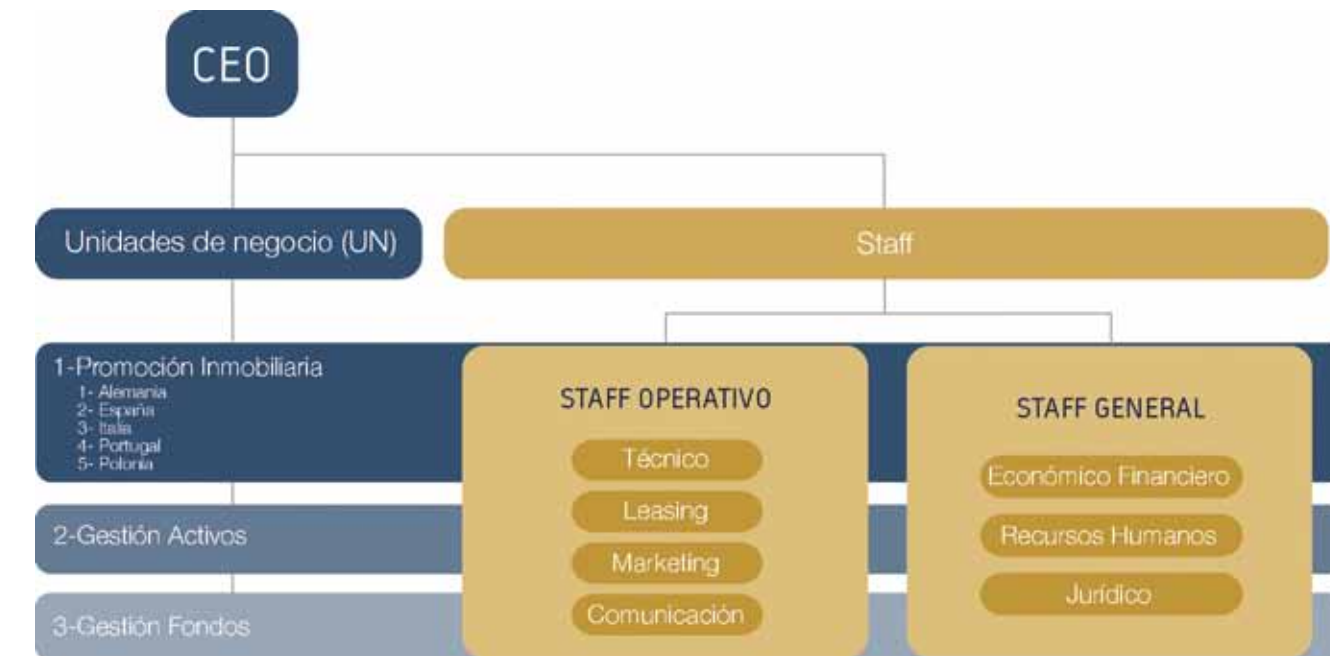 CEO
Unidades de negocio (UN)
Staff
1-Promoción Inmobiliaria
1- Alemania
2- España
3- Italia
4- Portugal
5- Polonia
2-Gestión Activos
3-Gestión Fondos
STAFF OPERATIVO
Técnico
Leasing
Marketing
Comunicación
STAFF GENERAL
Económico Financiero
Recursos Humanos
Jurídico